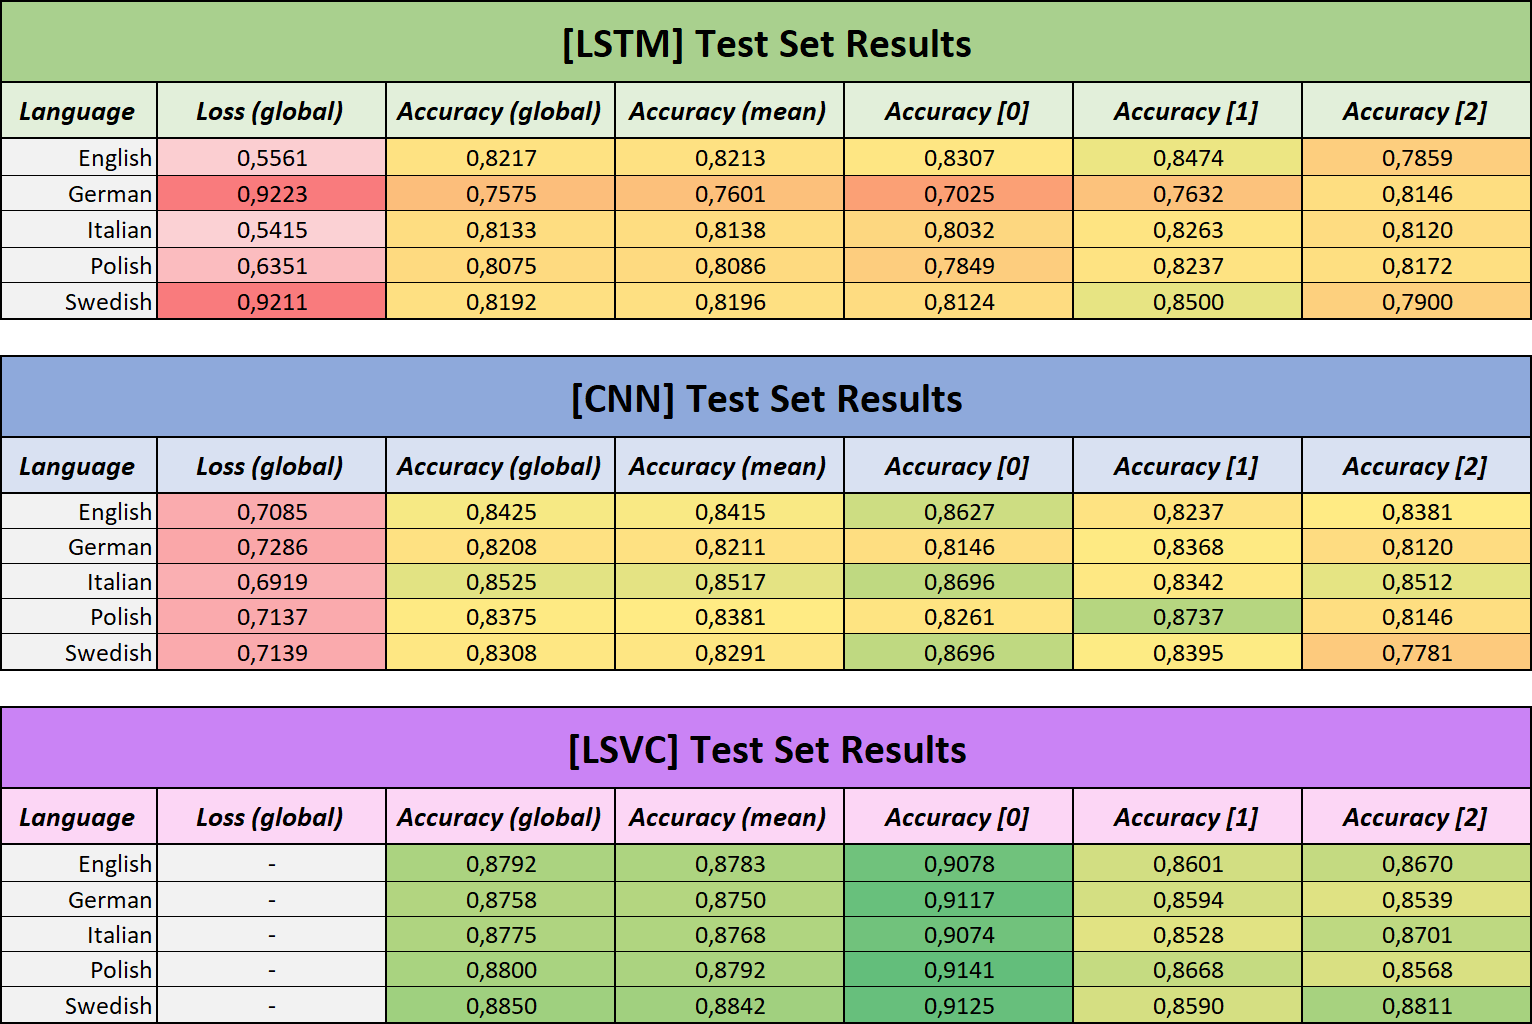 [LSTM] Test Set Results
Language Loss (global) Accuracy (global) Accuracy (mean) Accuracy [0] Accuracy [1] Accuracy [2]
English 0,5561 0,8217 0,8213 0,8307 0,8474 0,7859
German 0,9223 0,7575 0,7601 0,7025 0,7632 0,8146
Italian 0,5415 0,8133 0,8138 0,8032 0,8263 0,8120
Polish 0,6351 0,8075 0,8086 0,7849 0,8237 0,8172
Swedish 0,9211 0,8192 0,8196 0,8124 0,8500 0,7900
[CNN] Test Set Results
Language Loss (global) Accuracy (global) Accuracy (mean) Accuracy [0] Accuracy [1] Accuracy [2]
English 0,7085 0,8425 0,8415 0,8627 0,8237 0,8381
German 0,7286 0,8208 0,8211 0,8146 0,8368 0,8120
Italian 0,6919 0,8525 0,8517 0,8696 0,8342 0,8512
Polish 0,7137 0,8375 0,8381 0,8261 0,8737 0,8146
Swedish 0,7139 0,8308 0,8291 0,8696 0,8395 0,7781
[LSVC] Test Set Results
Language Loss (global) Accuracy (global) Accuracy (mean) Accuracy [0] Accuracy [1] Accuracy [2]
English - 0,8792 0,8783 0,9078 0,8601 0,8670
German - 0,8758 0,8750 0,9117 0,8594 0,8539
Italian - 0,8775 0,8768 0,9074 0,8528 0,8701
Polish - 0,8800 0,8792 0,9141 0,8668 0,8568
Swedish - 0,8850 0,8842 0,9125 0,8590 0,8811